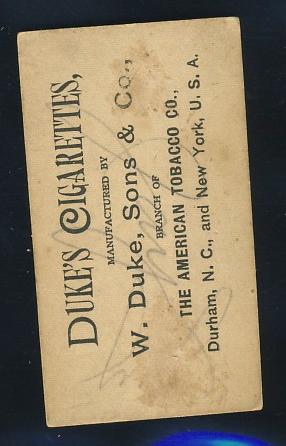 DUKE'S CIGARETTES,
MANUFACTURED BY
W. Duke, Sons & Co.,
BRANCH OF
THE AMERICAN TOBACCO CO.,
Durham, N. C., and New York, U. S. A.